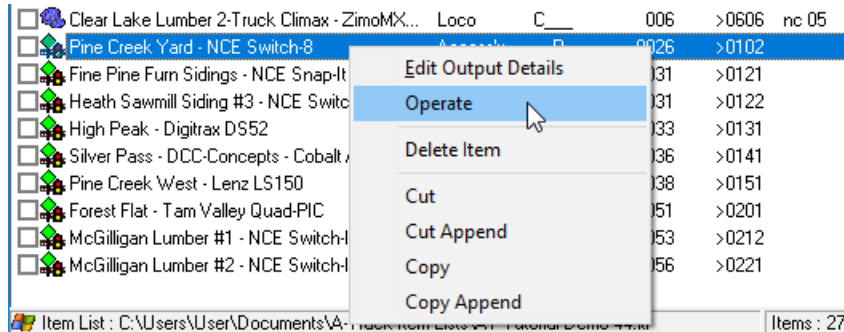 Clear Lake Lumber 2-Truck Climax - ZimoMX... Loco C___ 006 >0606 nc 05
Pine Creek Yard - NCE Switch-8 >0102
Fine Pine Furn Sidings - NCE Snap-It >0121
Heath Sawmill Siding #3 - NCE >0122
High Peak - Digitrax DS52 >0131
Silver Pass - DCC-Concepts - Cobalt >0141
Pine Creek West - Lenz LS150 >0151
Forest Flat - Tam Valley Quad-PIC >0201
McGilligan Lumber #1 - NCE >0212
McGilligan Lumber #2 - NCE >0221
Edit Output Details
Operate
Delete Item
Cut
Cut Append
Copy
Copy Append
Item List : C:\Users\User\Documents\A- Items : 27